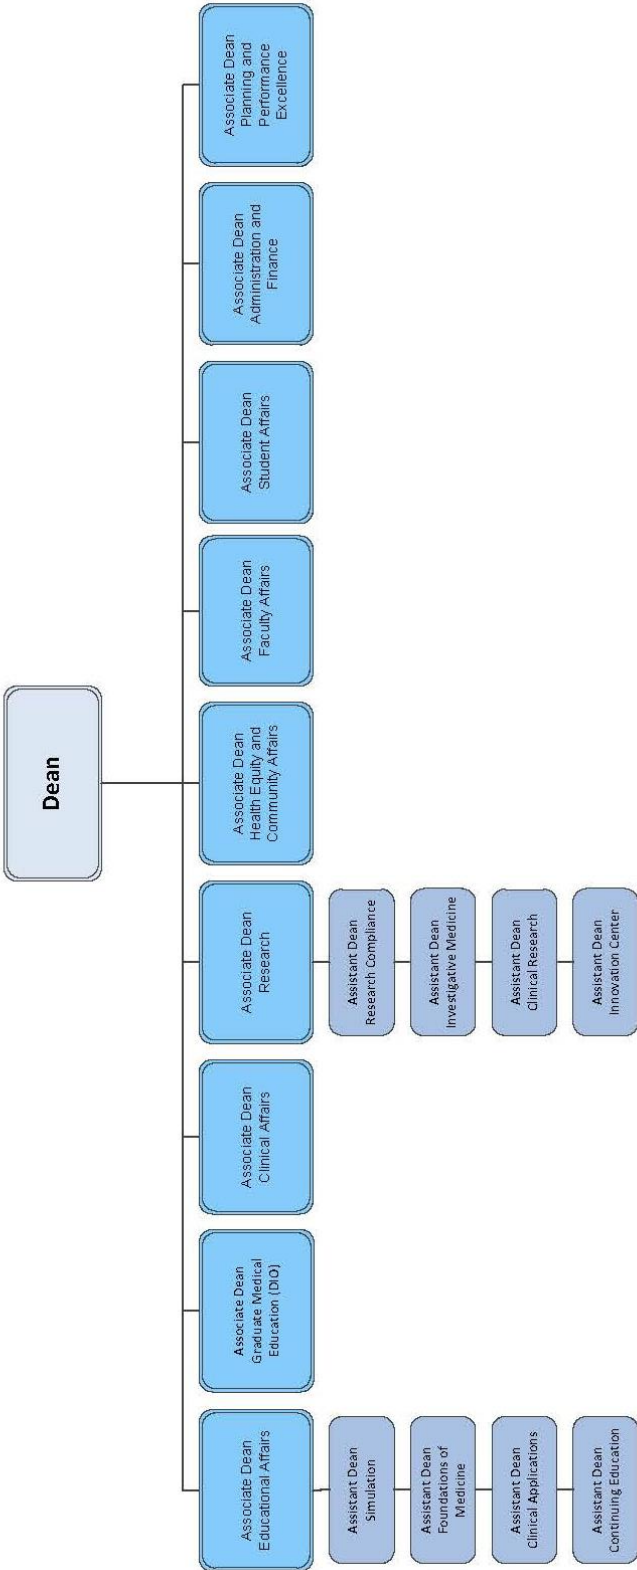 Dean
Associate Dean
Educational Affairs
Associate Dean
Graduate Medical
Education (DIO)
Associate Dean
Clinical Affairs
Associate Dean
Research
Associate Dean
Health Equity and
Community Affairs
Associate Dean
Faculty Affairs
Associate Dean
Student Affairs
Associate Dean
Administration and
Finance
Associate Dean
Planning and
Performance
Excellence
Assistant Dean
Simulation
Assistant Dean
Foundations of
Medicine
Assistant Dean
Clinical Applications
Assistant Dean
Continuing Education
Assistant Dean
Research Compliance
Assistant Dean
Investigative Medicine
Assistant Dean
Clinical Research
Assistant Dean
Innovation Center